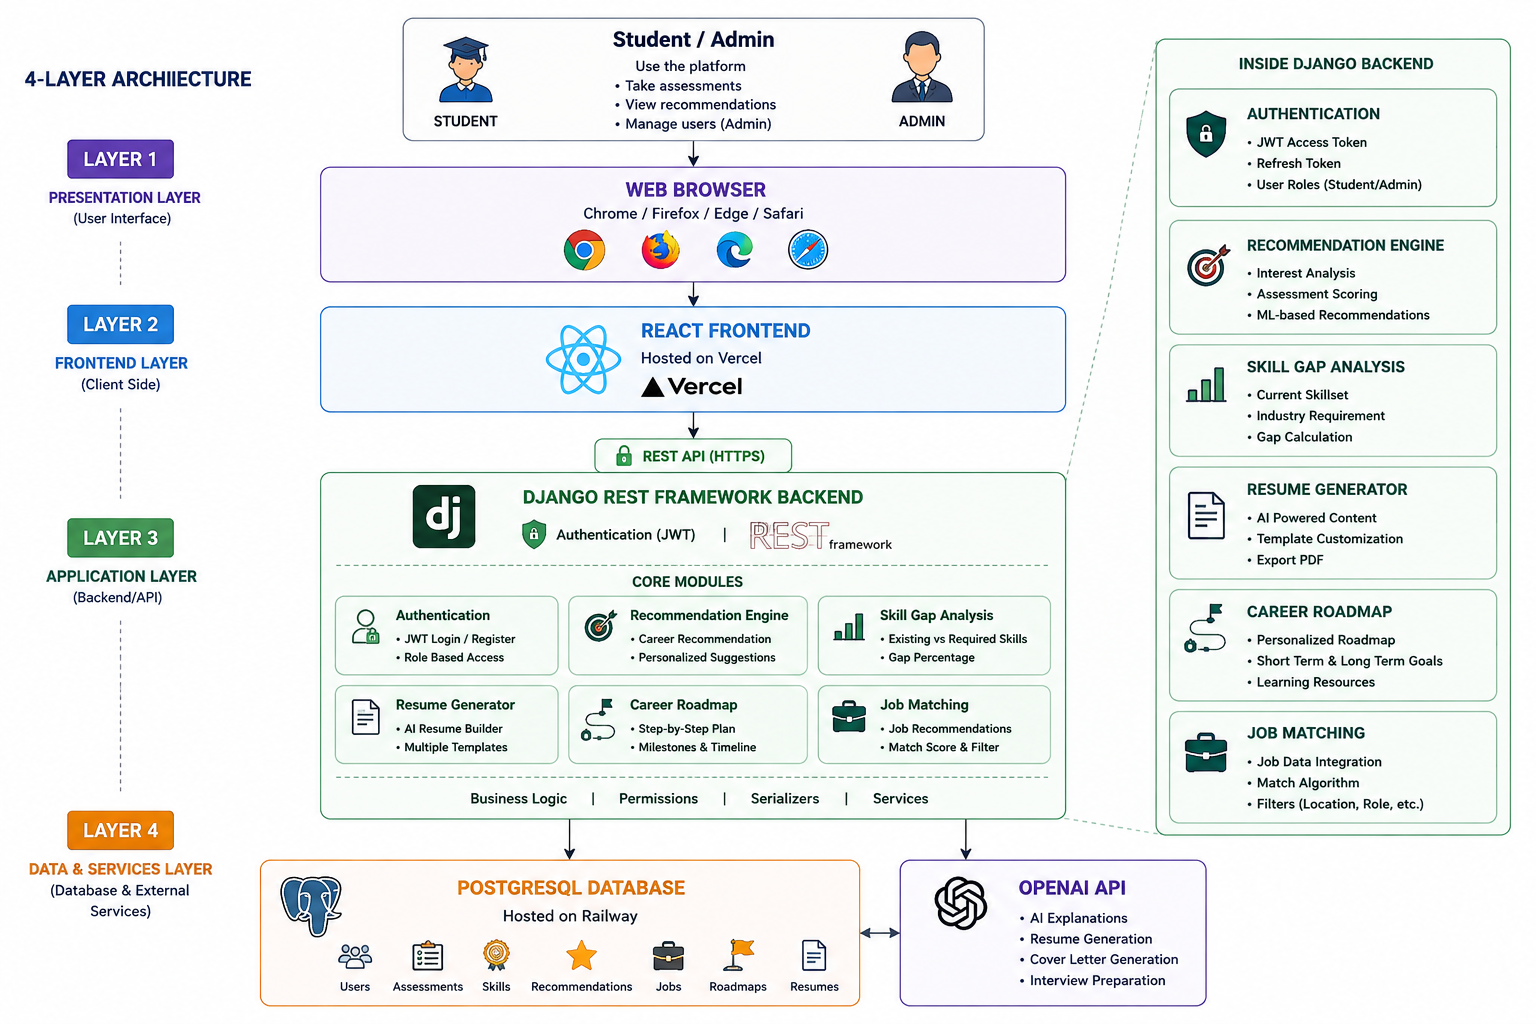 4-LAYER ARCHIIECTURE
LAYER 1
PRESENTATION LAYER
(User Interface)
LAYER 2
FRONTEND LAYER
(Client Side)
LAYER 3
APPLICATION LAYER
(Backend/API)
LAYER 4
DATA & SERVICES LAYER
(Database & External
Services)
STUDENT
Student / Admin
Use the platform
• Take assessments
• View recommendations
• Manage users (Admin)
ADMIN
WEB BROWSER
Chrome / Firefox / Edge / Safari
REACT FRONTEND
Hosted on Vercel
Vercel
REST API (HTTPS)
dj
DJANGO REST FRAMEWORK BACKEND
Authentication (JWT) | REST framework
CORE MODULES
Authentication
• JWT Login / Register
• Role Based Access
Recommendation Engine
• Career Recommendation
• Personalized Suggestions
Skill Gap Analysis
• Existing vs Required Skills
• Gap Percentage
Resume Generator
• AI Resume Builder
• Multiple Templates
Career Roadmap
• Step-by-Step Plan
• Milestones & Timeline
Job Matching
• Job Recommendations
• Match Score & Filter
Business Logic | Permissions | Serializers | Services
POSTGRESQL DATABASE
Hosted on Railway
Users Assessments Skills Recommendations Jobs Roadmaps Resumes
OPENAI API
• AI Explanations
• Resume Generation
• Cover Letter Generation
• Interview Preparation
INSIDE DJANGO BACKEND
AUTHENTICATION
• JWT Access Token
• Refresh Token
• User Roles (Student/Admin)
RECOMMENDATION ENGINE
• Interest Analysis
• Assessment Scoring
• ML-based Recommendations
SKILL GAP ANALYSIS
• Current Skillset
• Industry Requirement
• Gap Calculation
RESUME GENERATOR
• AI Powered Content
• Template Customization
• Export PDF
CAREER ROADMAP
• Personalized Roadmap
• Short Term & Long Term Goals
• Learning Resources
JOB MATCHING
• Job Data Integration
• Match Algorithm
• Filters (Location, Role, etc.)